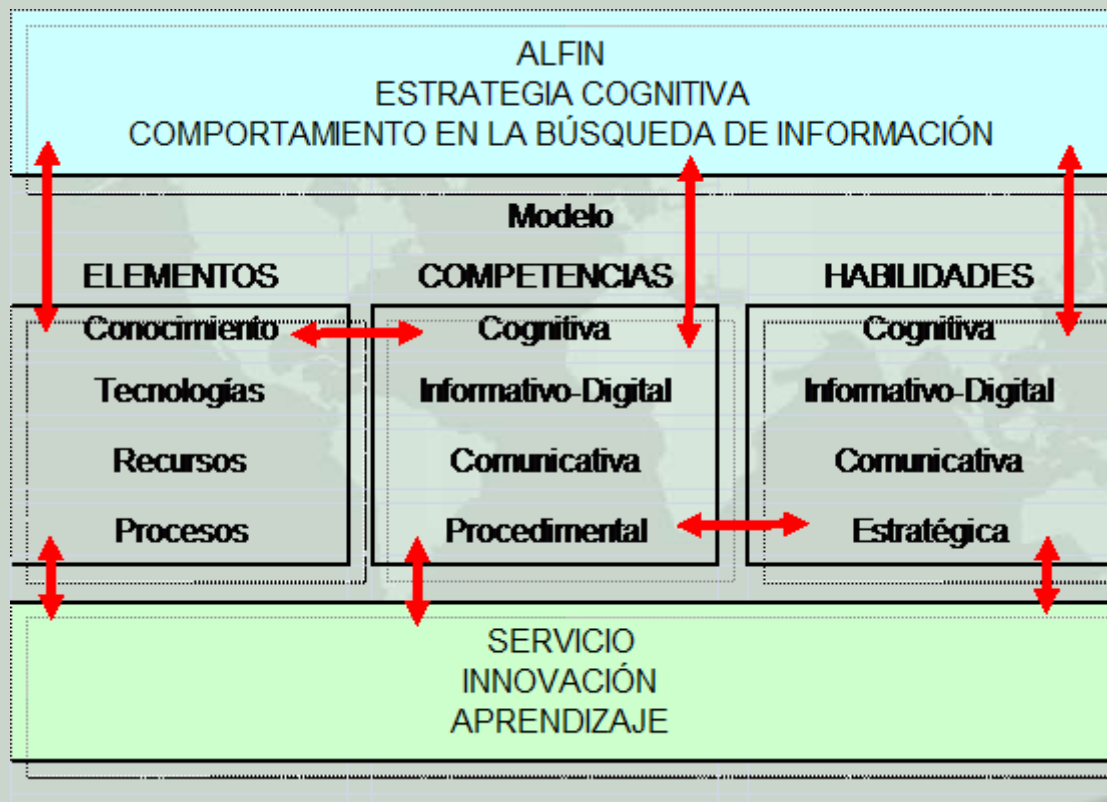 ALFIN
ESTRATEGIA COGNITIVA
COMPORTAMIENTO EN LA BÚSQUEDA DE INFORMACIÓN
Modelo
ELEMENTOS
Conocimiento
Tecnologías
Recursos
Procesos
COMPETENCIAS
Cognitiva
Informativo-Digital
Comunicativa
Procedimental
HABILIDADES
Cognitiva
Informativo-Digital
Comunicativa
Estratégica
SERVICIO
INNOVACIÓN
APRENDIZAJE